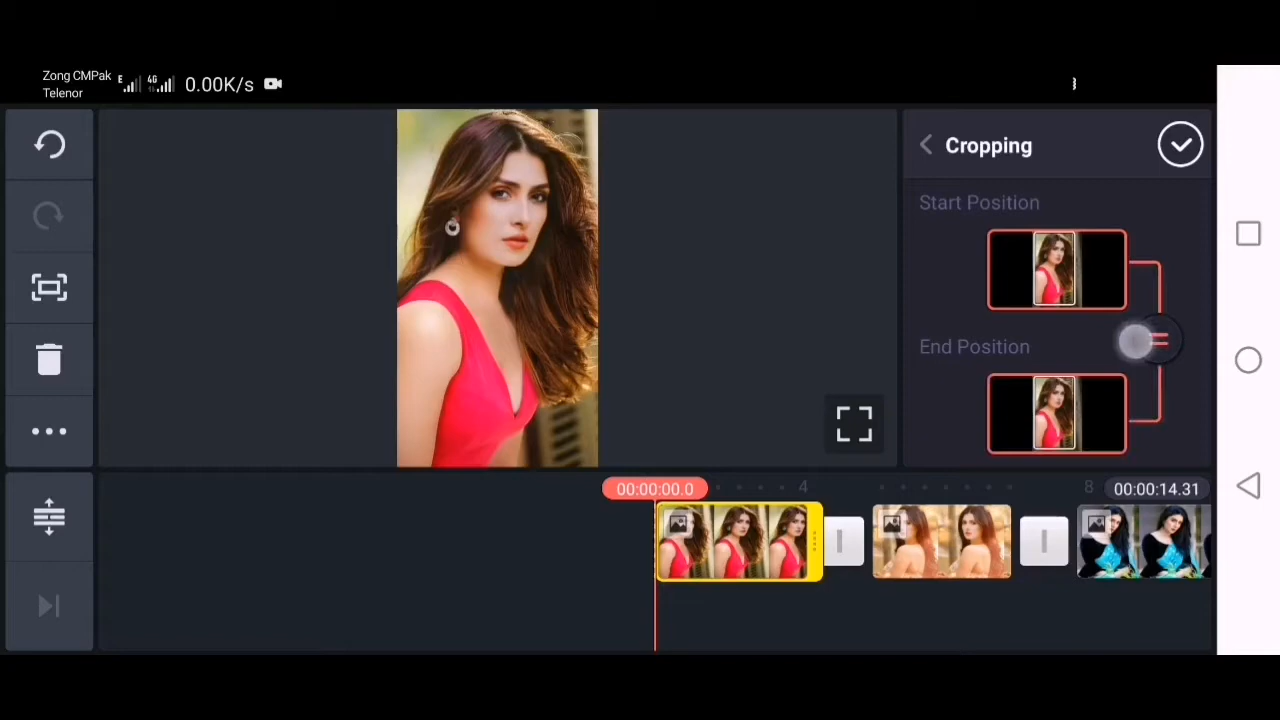 Zong CMPak
Telenor
E
4G
0.00K/s
Cropping
Start Position
End Position
00:00:00.0
4
8
00:00:14.31